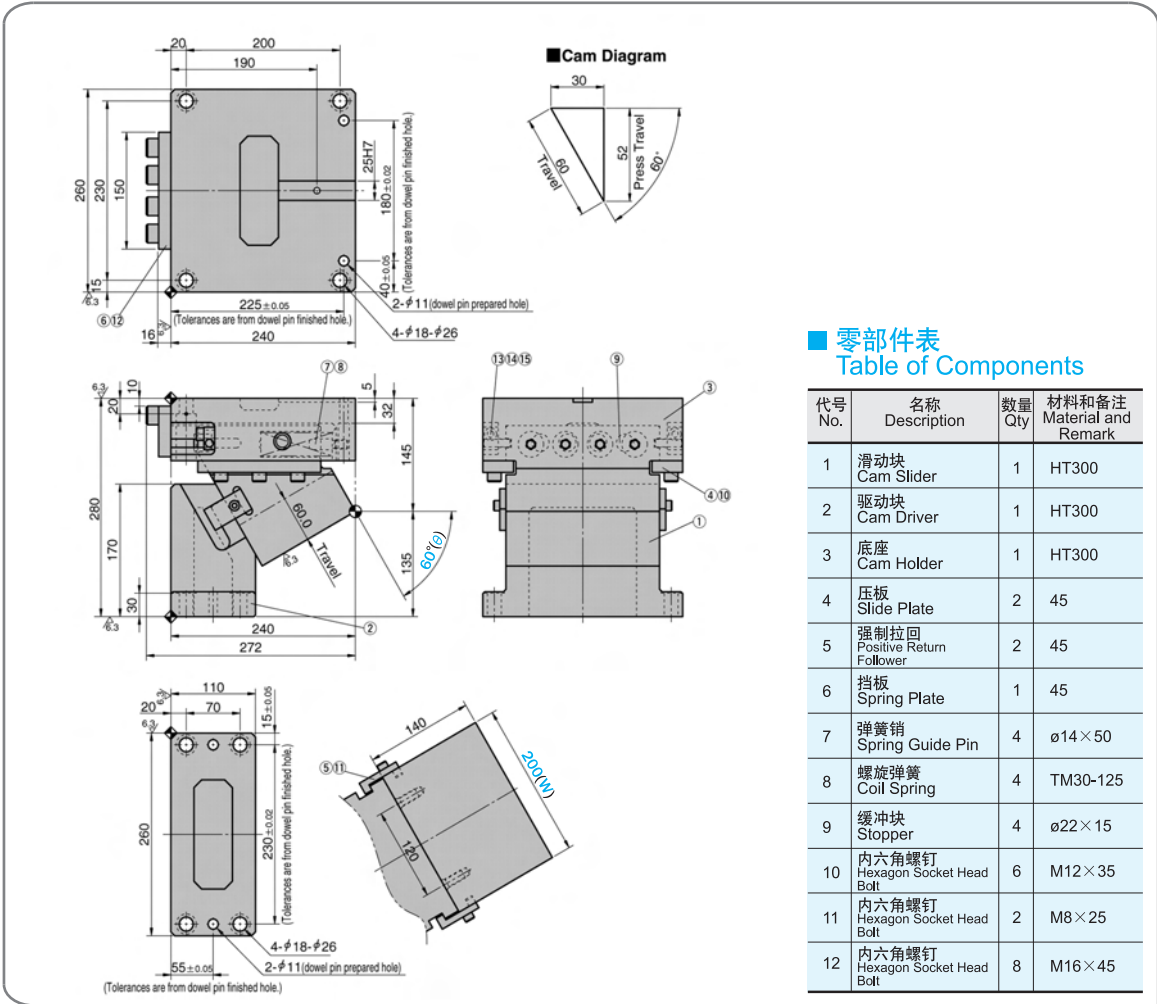 20
200
190
260
230
150
15
6.3
25H7
180±0.02
40±0.05
(Tolerances are from dowel pin finished hole.)
⑥⑫
16
6.3
225±0.05
(Tolerances are from dowel pin finished hole.)
240
2-φ11(dowel pin prepared hole)
4-φ18-φ26
■Cam Diagram
30
60
Travel
52
Press Travel
60°
6.3
10
20
⑦⑧
5
32
145
280
170
30
6.3
60.0
Travel
6.3
135
60°(θ)
240
272
②
⑬⑭⑮
⑨
③
④⑩
①
110
6.3
20
70
6.3
15±0.05
260
230±0.02
(Tolerances are from dowel pin finished hole.)
4-φ18-φ26
2-φ11(dowel pin prepared hole)
55±0.05
(Tolerances are from dowel pin finished hole.)
140
⑤⑪
200(W)
120
■ 零部件表
Table of Components
代号 名称 数量 材料和备注
No. Description Qty Material and
Remark
1 滑动块 1 HT300
Cam Slider
2 驱动块 1 HT300
Cam Driver
3 底座 1 HT300
Cam Holder
4 压板 2 45
Slide Plate
5 强制拉回 2 45
Positive Return
Follower
6 挡板 1 45
Spring Plate
7 弹簧销 4 ø14×50
Spring Guide Pin
8 螺旋弹簧 4 TM30-125
Coil Spring
9 缓冲块 4 ø22×15
Stopper
10 内六角螺钉 6 M12×35
Hexagon Socket Head
Bolt
11 内六角螺钉 2 M8×25
Hexagon Socket Head
Bolt
12 内六角螺钉 8 M16×45
Hexagon Socket Head
Bolt